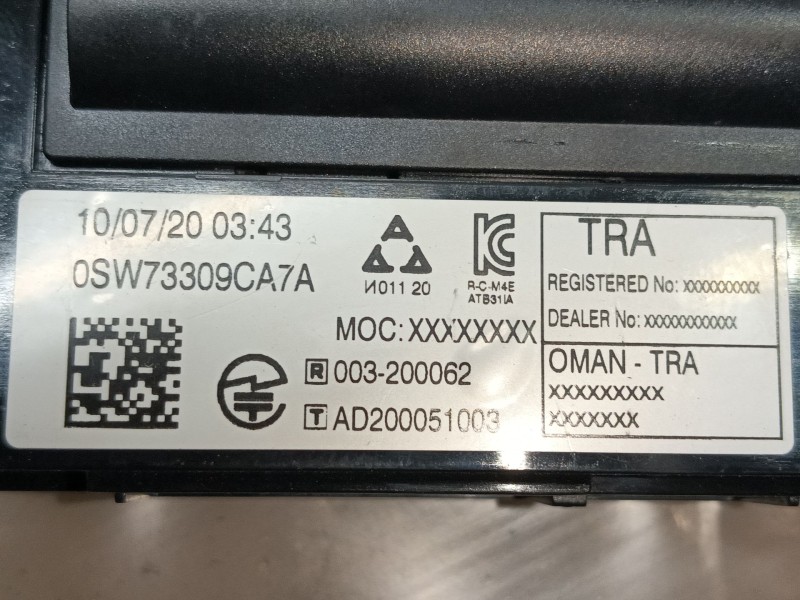 10/07/20 03:43
0SW73309CA7A
И011 20
R-C-M4E
ATB31IA
MOC: XXXXXXXX
R 003-200062
T AD200051003
TRA
REGISTERED No: xxxxxxxxxx
DEALER No: xxxxxxxxxxxxx
OMAN - TRA
xxxxxxxxx
xxxxxxx